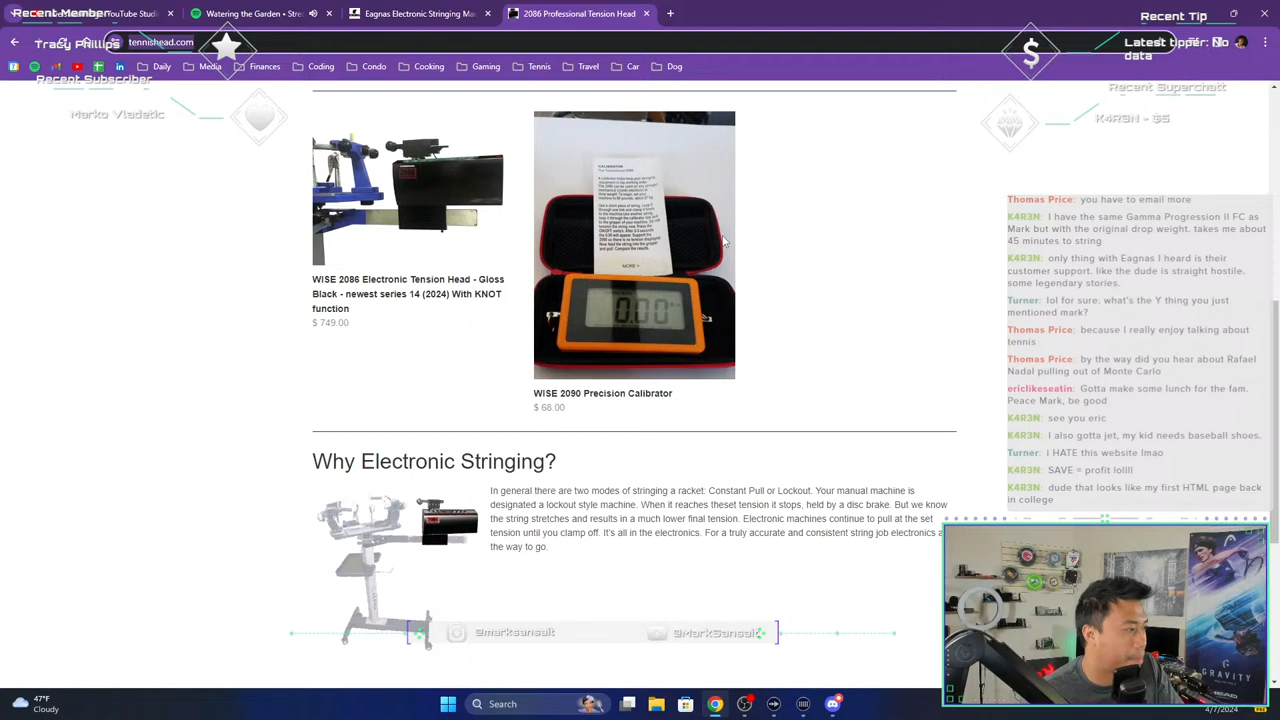 Recent Member
YouTube Studio
Watering the Garden •
Eagnas Electronic Stringing Ma
2086 Professional Tension Head
Recent Tip
Tracy Phillips
tennishead.com
Latest tipper: No
data
Daily
Media
Finances
Coding
Condo
Cooking
Gaming
Tennis
Travel
Car
Dog
Recent Subscriber
Marko Vladetic
Recent Superchat
K4R3N - $5
CALIBRATOR
MORE >
0.00
WISE 2086 Electronic Tension Head - Gloss
Black - newest series 14 (2024) With KNOT
function
$ 749.00
WISE 2090 Precision Calibrator
$ 68.00
Why Electronic Stringing?
In general there are two modes of stringing a racket: Constant Pull or Lockout. Your manual machine is
designated a lockout style machine. When it reaches theset tension it stops, held by a disc brake. But we know
the string stretches and results in a much lower final tension. Electronic machines continue to pull at the set
tension until you clamp off. It's all in the electronics. For a truly accurate and consistent string job electronics a
the way to go.
Thomas Price: you have to email more
K4R3N: I have the same Gamma Progression II FC as
Mark but with the original drop weight. takes me about
45 minutes to string
K4R3N: only thing with Eagnas I heard is their
customer support. like the dude is straight hostile.
some legendary stories.
Turner: lol for sure. what's the Y thing you just
mentioned mark?
Thomas Price: because I really enjoy talking about
tennis
Thomas Price: by the way did you hear about Rafael
Nadal pulling out of Monte Carlo
ericlikeseatin: Gotta make some lunch for the fam.
Peace Mark, be good
K4R3N: see you eric
K4R3N: I also gotta jet, my kid needs baseball shoes.
Turner: i HATE this website lmao
K4R3N: SAVE = profit lollll
K4R3N: dude that looks like my first HTML page back
in college
@marksansait
@MarkSansait
GRAVITY
HEAD
47°F
Cloudy
Search
4/7/2024